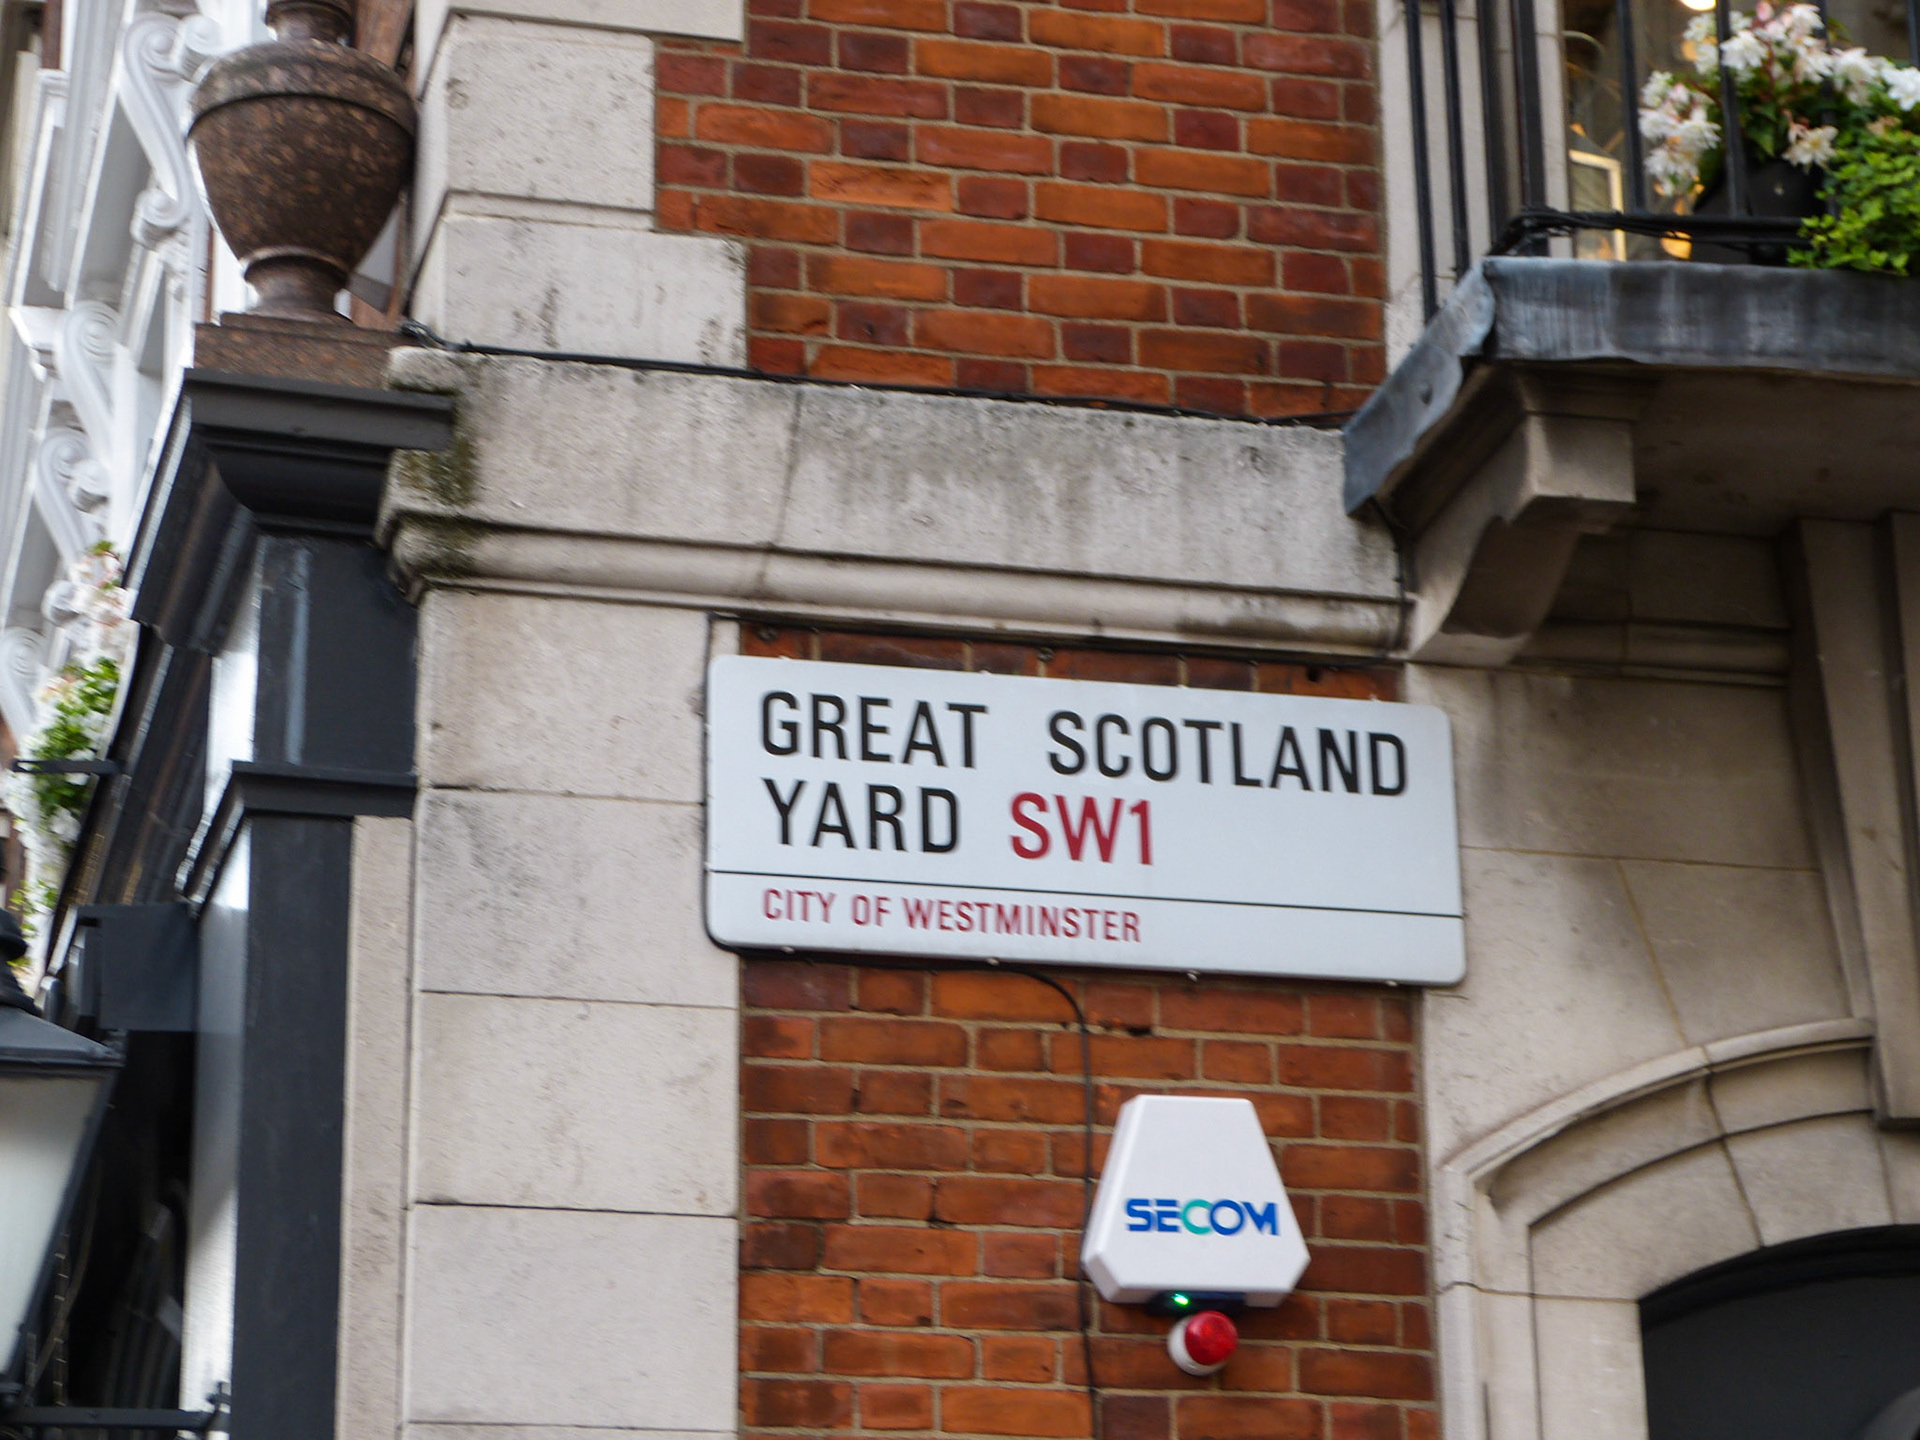 GREAT SCOTLAND
YARD SW1
CITY OF WESTMINSTER
SECOM